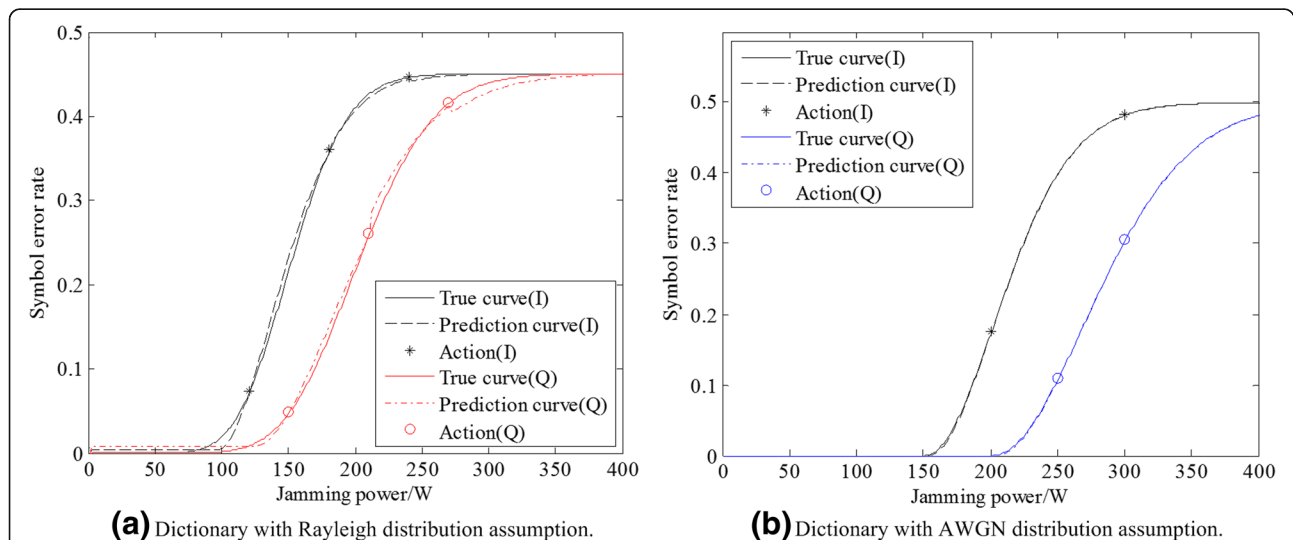 0.5
0.4
0.3
0.2
0.1
0
Symbol error rate
0 50 100 150 200 250 300 350 400
Jamming power/W
True curve(I)
Prediction curve(I)
Action(I)
True curve(Q)
Prediction curve(Q)
Action(Q)
(a) Dictionary with Rayleigh distribution assumption.
True curve(I)
Prediction curve(I)
Action(I)
True curve(Q)
Prediction curve(Q)
Action(Q)
0.5
0.4
0.3
0.2
0.1
0
Symbol error rate
0 50 100 150 200 250 300 350 400
Jamming power/W
(b) Dictionary with AWGN distribution assumption.